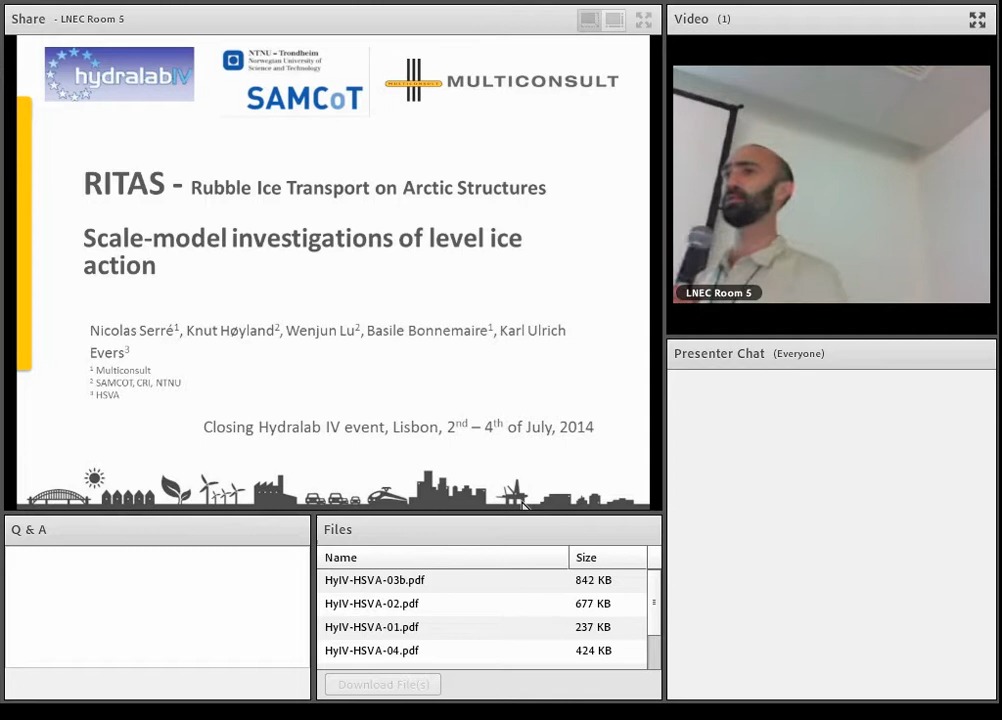 Share - LNEC Room 5
hydralab IV
NTNU – Trondheim
Norwegian University of
Science and Technology
SAMCoT
MULTICONSULT
MULTICONSULT
RITAS - Rubble Ice Transport on Arctic Structures
Scale-model investigations of level ice
action
Nicolas Serré¹, Knut Høyland², Wenjun Lu², Basile Bonnemaire¹, Karl Ulrich
Evers³
¹ Multiconsult
² SAMCOT, CRI, NTNU
³ HSVA
Closing Hydralab IV event, Lisbon, 2nd – 4th of July, 2014
Q & A
Files
Name Size
HyIV-HSVA-03b.pdf 842 KB
HyIV-HSVA-02.pdf 677 KB
HyIV-HSVA-01.pdf 237 KB
HyIV-HSVA-04.pdf 424 KB
Download File(s)
Video (1)
LNEC Room 5
Presenter Chat (Everyone)